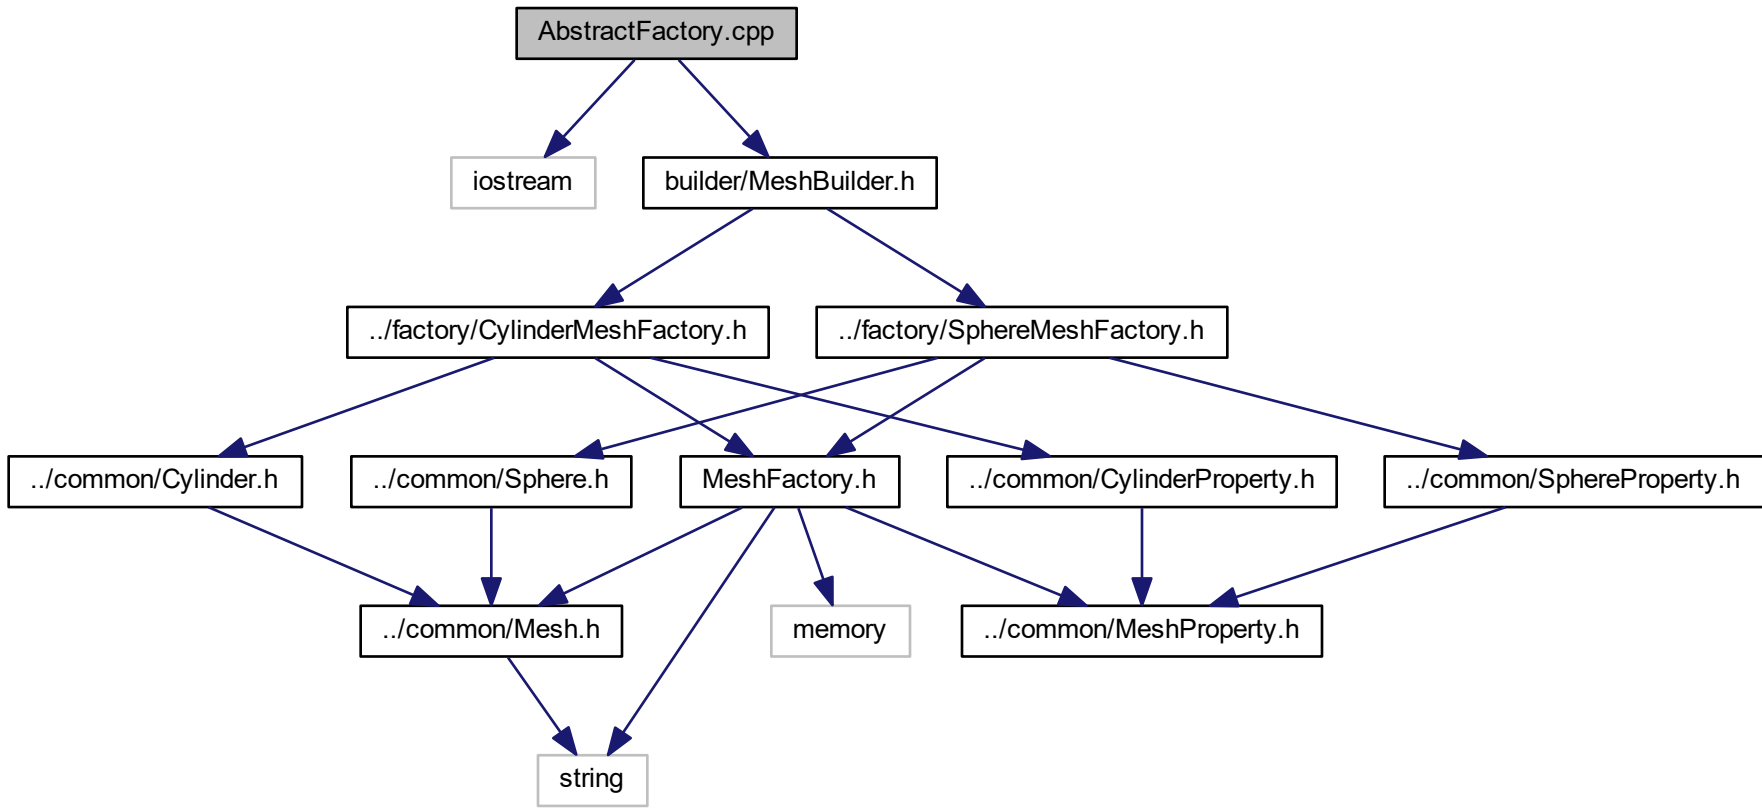 AbstractFactory.cpp
iostream
builder/MeshBuilder.h
../factory/CylinderMeshFactory.h
../factory/SphereMeshFactory.h
../common/Cylinder.h
../common/Sphere.h
MeshFactory.h
../common/CylinderProperty.h
../common/SphereProperty.h
../common/Mesh.h
memory
../common/MeshProperty.h
string